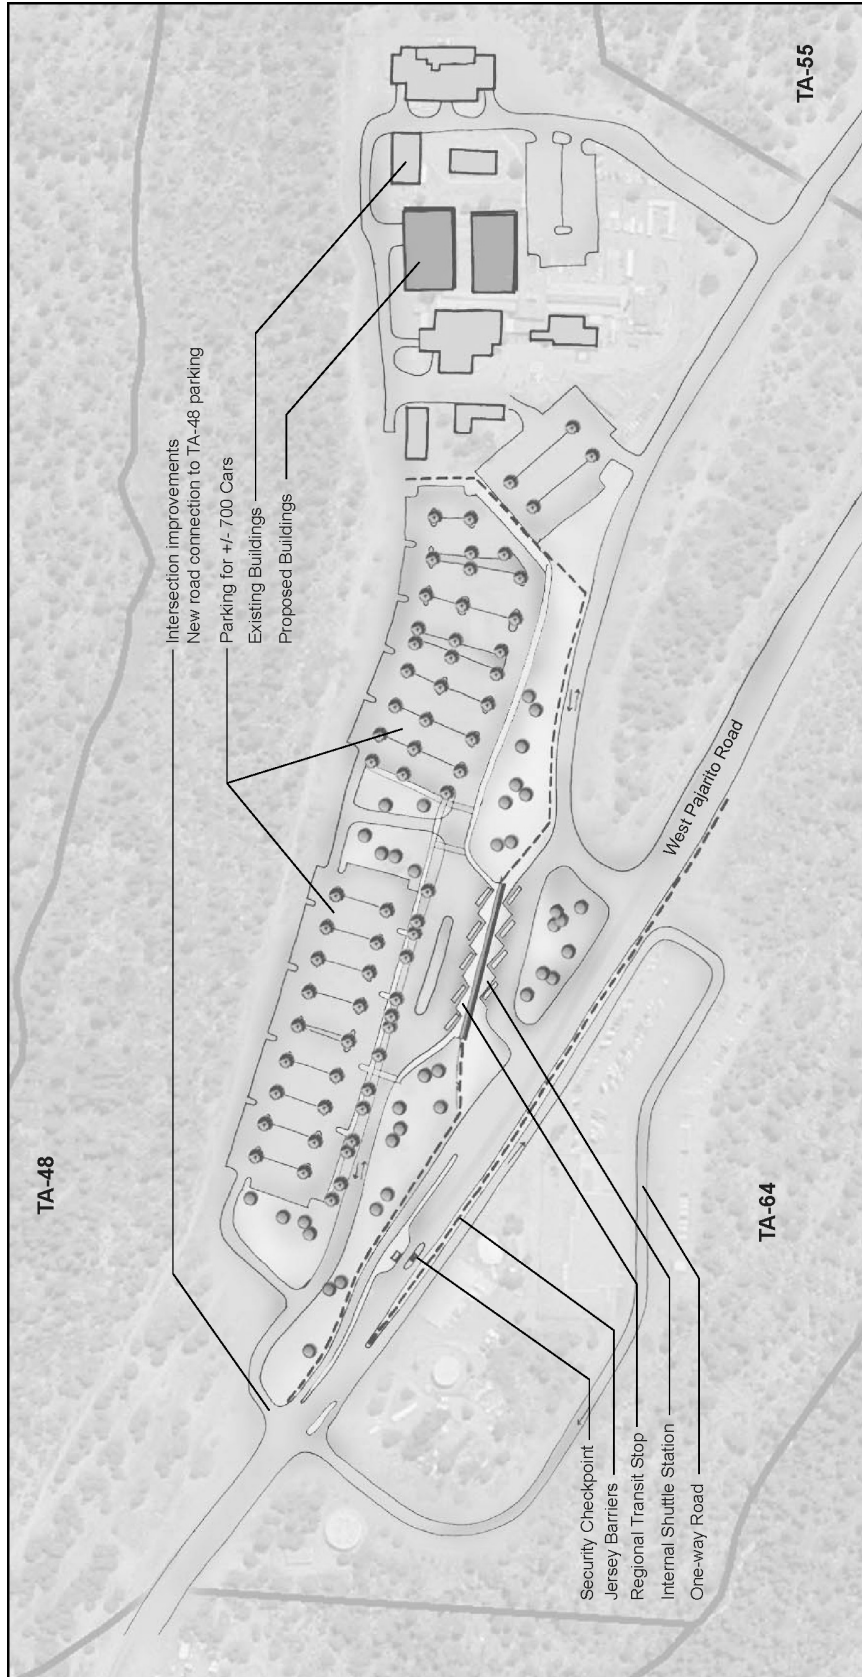 TA-48
TA-55
Intersection improvements
New road connection to TA-48 parking
Parking for +/- 700 Cars
Existing Buildings
Proposed Buildings
West Pajarito Road
TA-64
Security Checkpoint
Jersey Barriers
Regional Transit Stop
Internal Shuttle Station
One-way Road